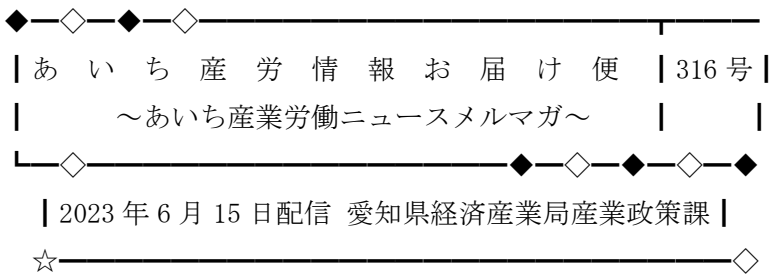 ◆━◇━◆━◇━━━━━━━━━━━━━━━━━━━━━━┳━━━━
┃あ い ち 産 労 情 報 お 届 け 便 ┃316 号┃
┃ ～あいち産業労働ニュースメルマガ～ ┃ ┃
┗━◇━━━━━━━━━━━━━━━━━━━━◆━◇━◆━◇━◆
┃2023 年 6 月 15 日配信 愛知県経済産業局産業政策課┃
☆━━━━━━━━━━━━━━━━━━━━━━━━━━━━━━━━◇